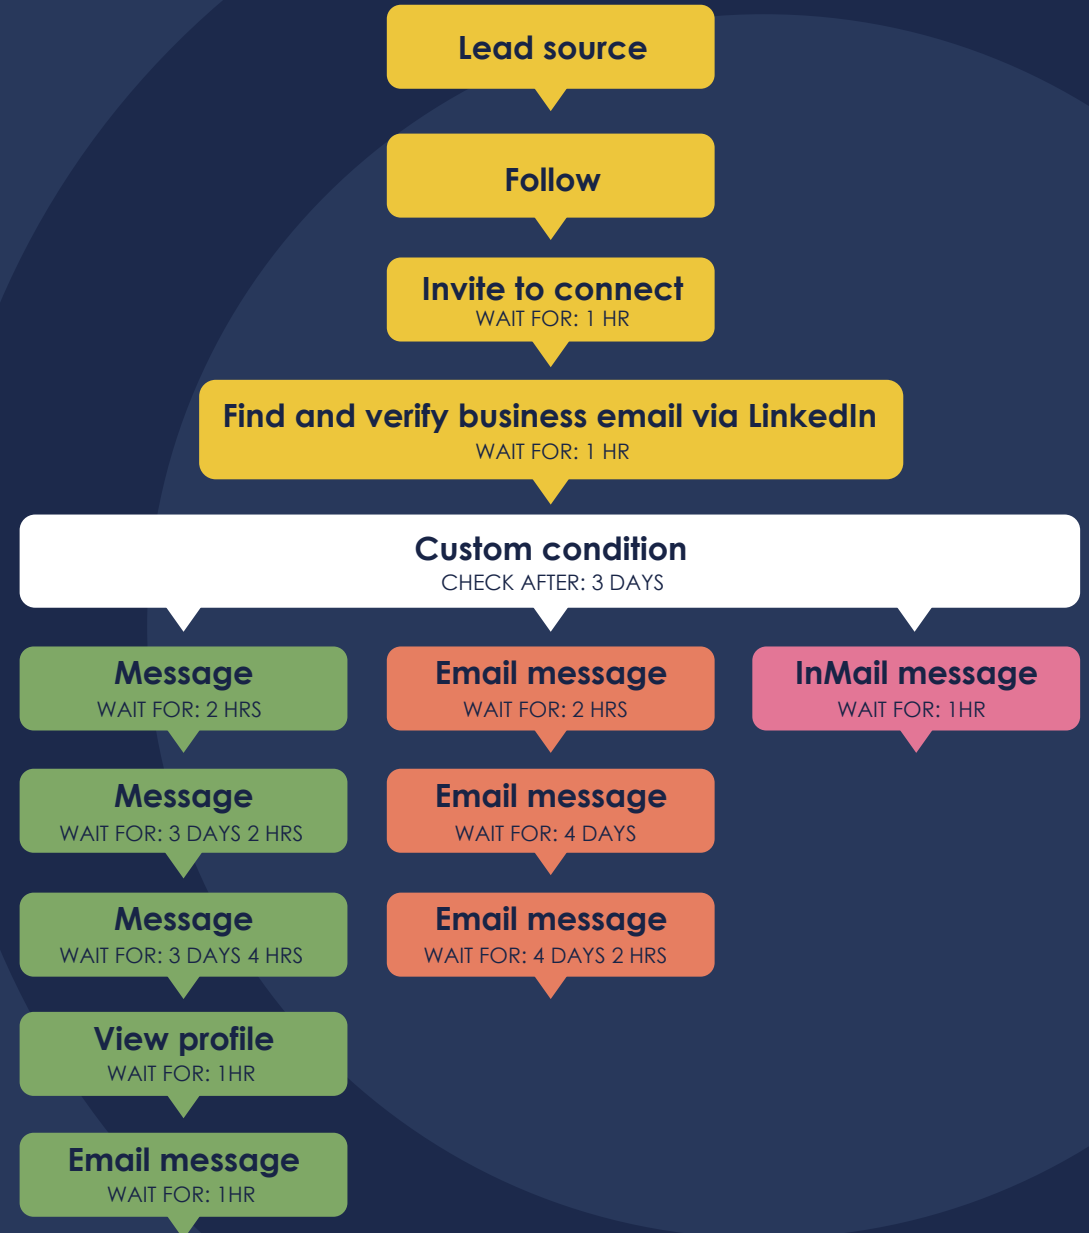 Lead source
Follow
Invite to connect
WAIT FOR: 1 HR
Find and verify business email via LinkedIn
WAIT FOR: 1 HR
Custom condition
CHECK AFTER: 3 DAYS
Message
WAIT FOR: 2 HRS
Email message
WAIT FOR: 2 HRS
InMail message
WAIT FOR: 1HR
Message
WAIT FOR: 3 DAYS 2 HRS
Email message
WAIT FOR: 4 DAYS
Message
WAIT FOR: 3 DAYS 4 HRS
Email message
WAIT FOR: 4 DAYS 2 HRS
View profile
WAIT FOR: 1HR
Email message
WAIT FOR: 1HR